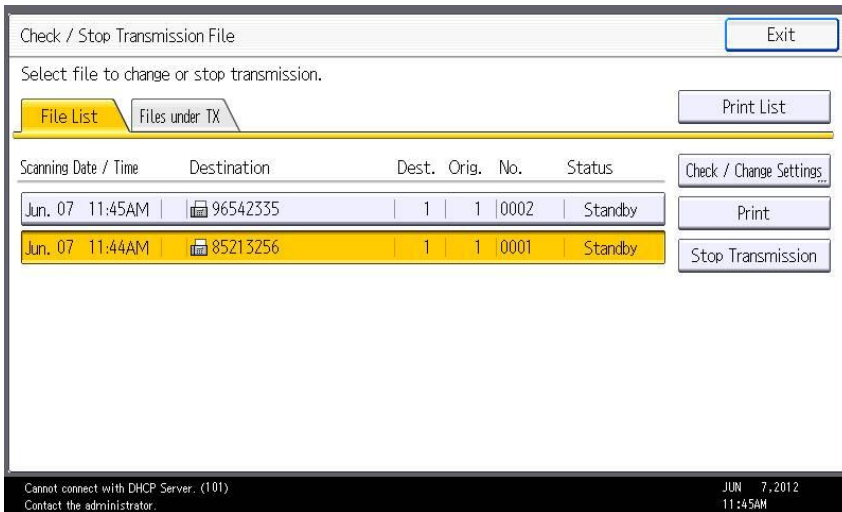 Check / Stop Transmission File
Exit
Select file to change or stop transmission.
File List
Files under TX
Print List
Scanning Date / Time Destination Dest. Orig. No. Status
Check / Change Settings
Jun. 07 11:45AM 96542335 1 1 0002 Standby
Print
Jun. 07 11:44AM 85213256 1 1 0001 Standby
Stop Transmission
Cannot connect with DHCP Server. (101)
Contact the administrator.
JUN 7,2012
11:45AM